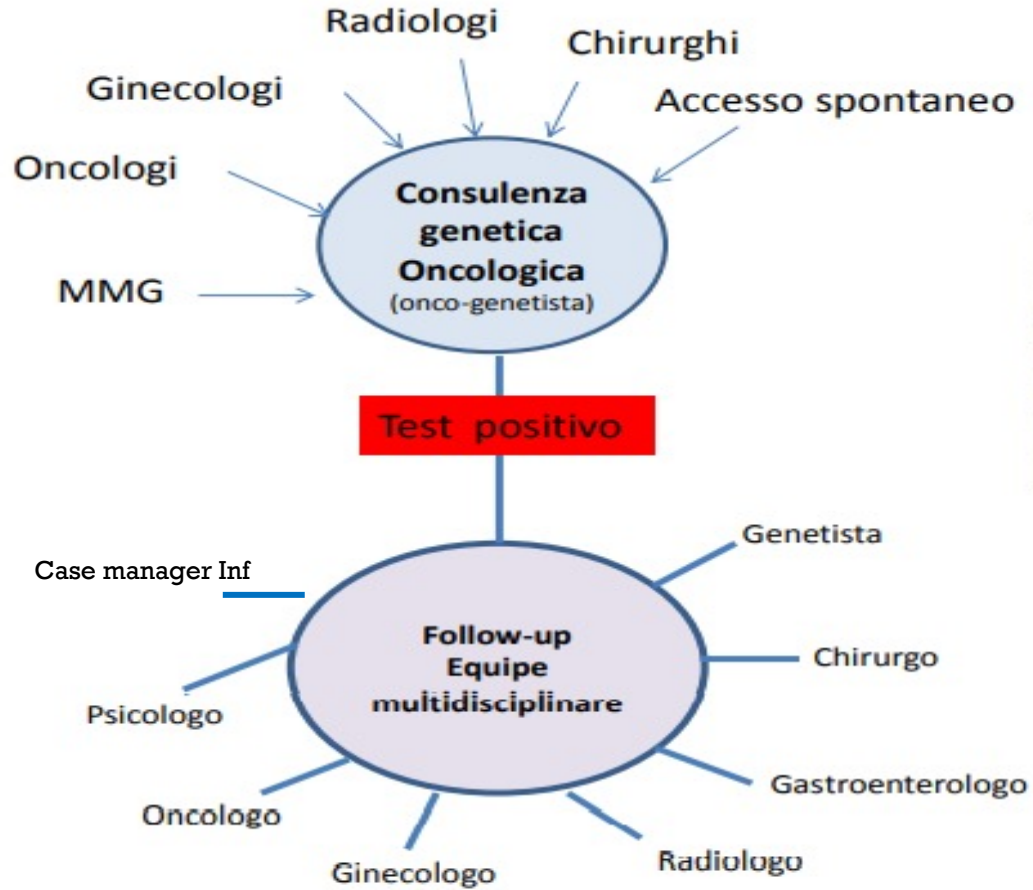 Radiologi
Chirurghi
Ginecologi
Accesso spontaneo
Oncologi
MMG
Consulenza
genetica
Oncologica
(onco-genetista)
Test positivo
Genetista
Case manager Inf
Follow-up
Equipe
multidisciplinare
Chirurgo
Psicologo
Gastroenterologo
Oncologo
Radiologo
Ginecologo